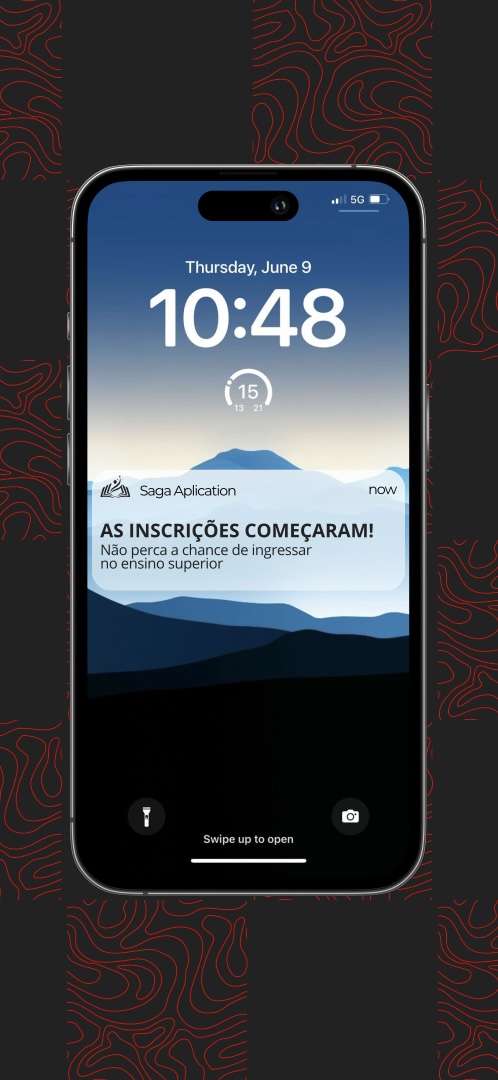 5G
Thursday, June 9
10:48
15
13 21
Saga Aplication
now
AS INSCRIÇÕES COMEÇARAM!
Não perca a chance de ingressar
no ensino superior
Swipe up to open